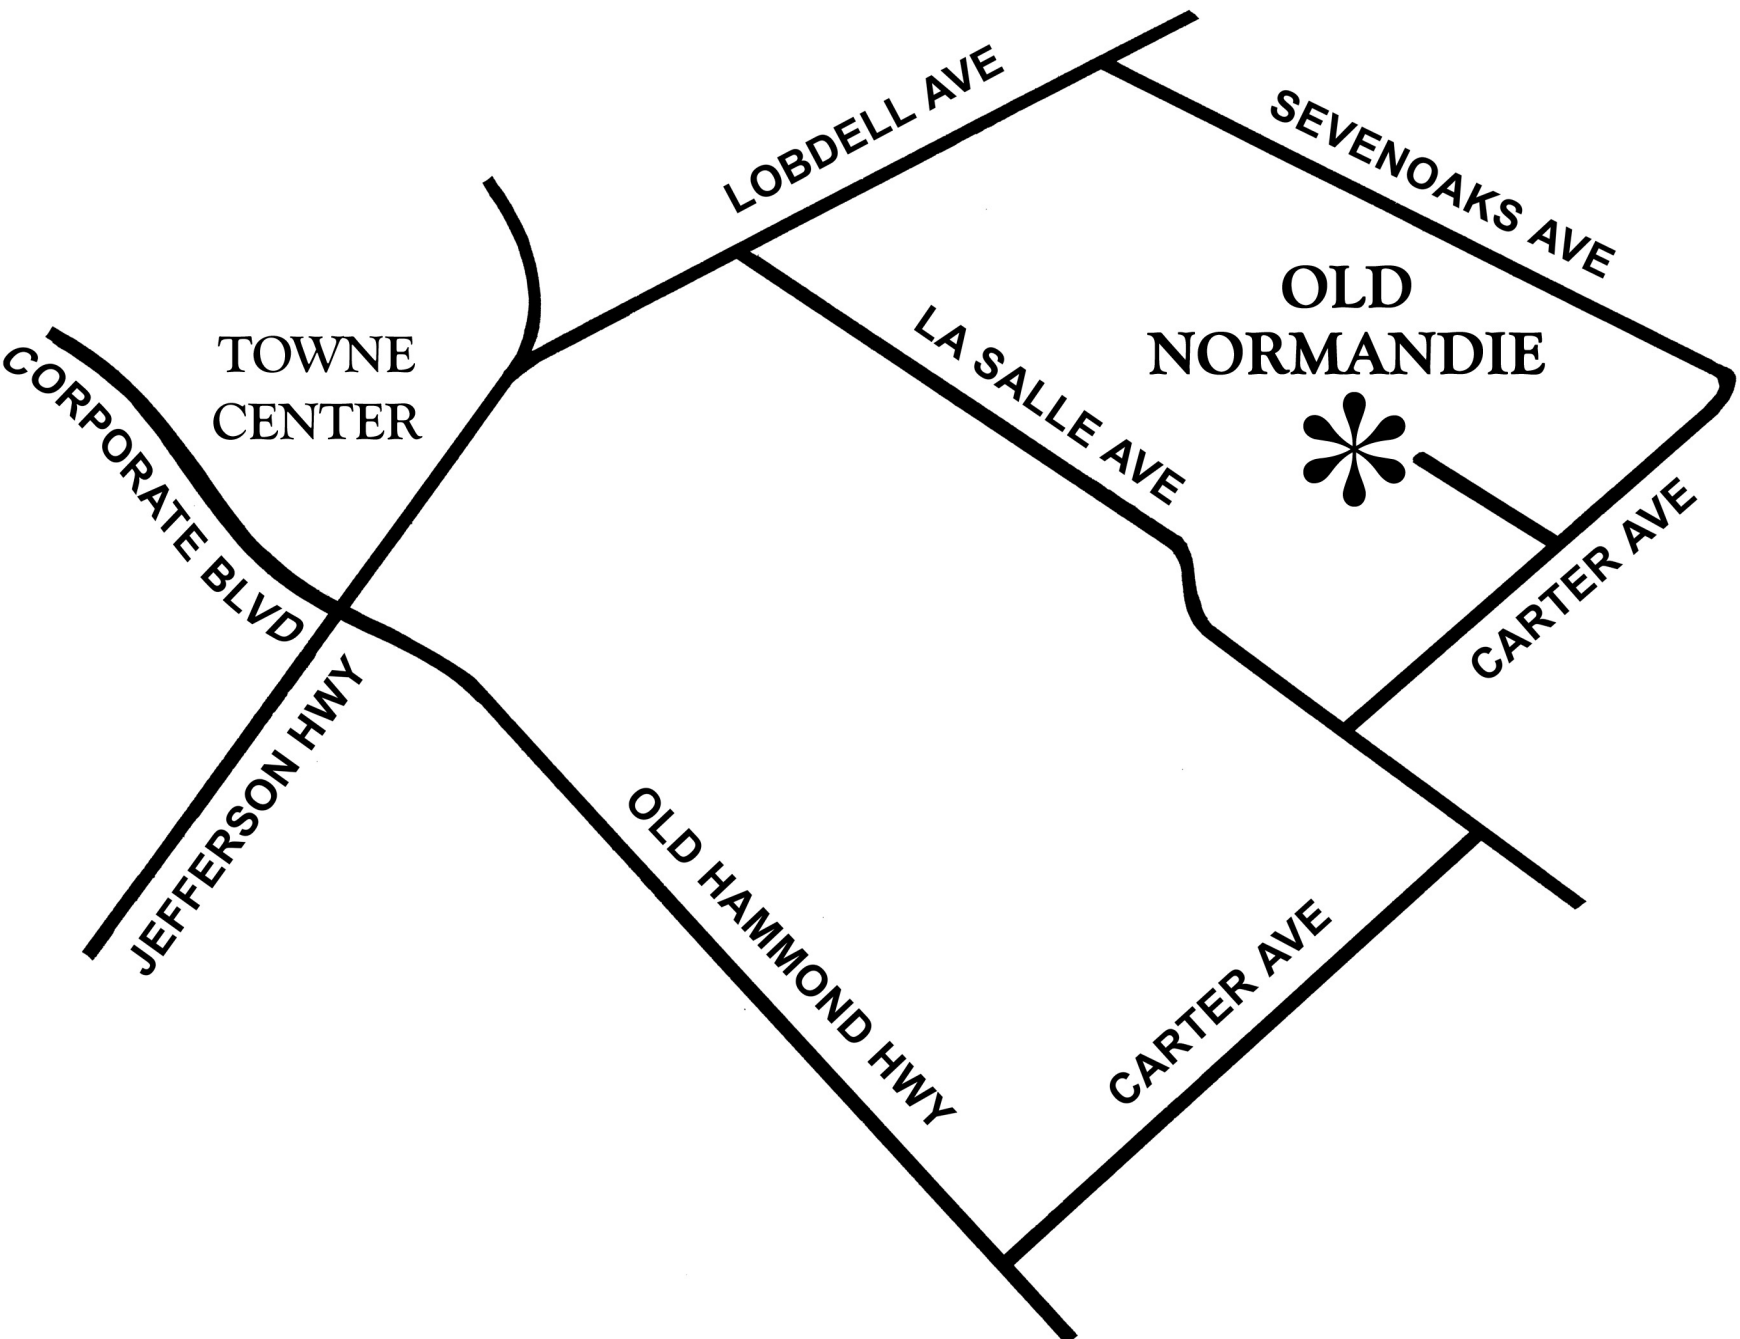 LOBDELL AVE
SEVENOAKS AVE
OLD
NORMANDIE
LA SALLE AVE
TOWNE
CENTER
CORPORATE BLVD
CARTER AVE
JEFFERSON HWY
OLD HAMMOND HWY
CARTER AVE